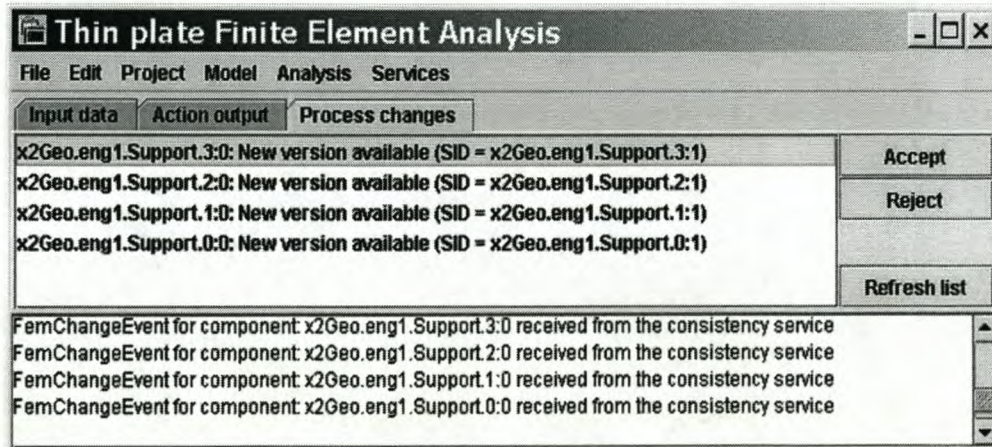 Thin plate Finite Element Analysis
File Edit Project Model Analysis Services
Input data Action output Process changes
x2Geo.eng1.Support.3:0: New version available (SID = x2Geo.eng1.Support.3:1)
x2Geo.eng1.Support.2:0: New version available (SID = x2Geo.eng1.Support.2:1)
x2Geo.eng1.Support.1:0: New version available (SID = x2Geo.eng1.Support.1:1)
x2Geo.eng1.Support.0:0: New version available (SID = x2Geo.eng1.Support.0:1)
Accept
Reject
Refresh list
FemChangeEvent for component: x2Geo.eng1.Support.3:0 received from the consistency service
FemChangeEvent for component: x2Geo.eng1.Support.2:0 received from the consistency service
FemChangeEvent for component: x2Geo.eng1.Support.1:0 received from the consistency service
FemChangeEvent for component: x2Geo.eng1.Support.0:0 received from the consistency service